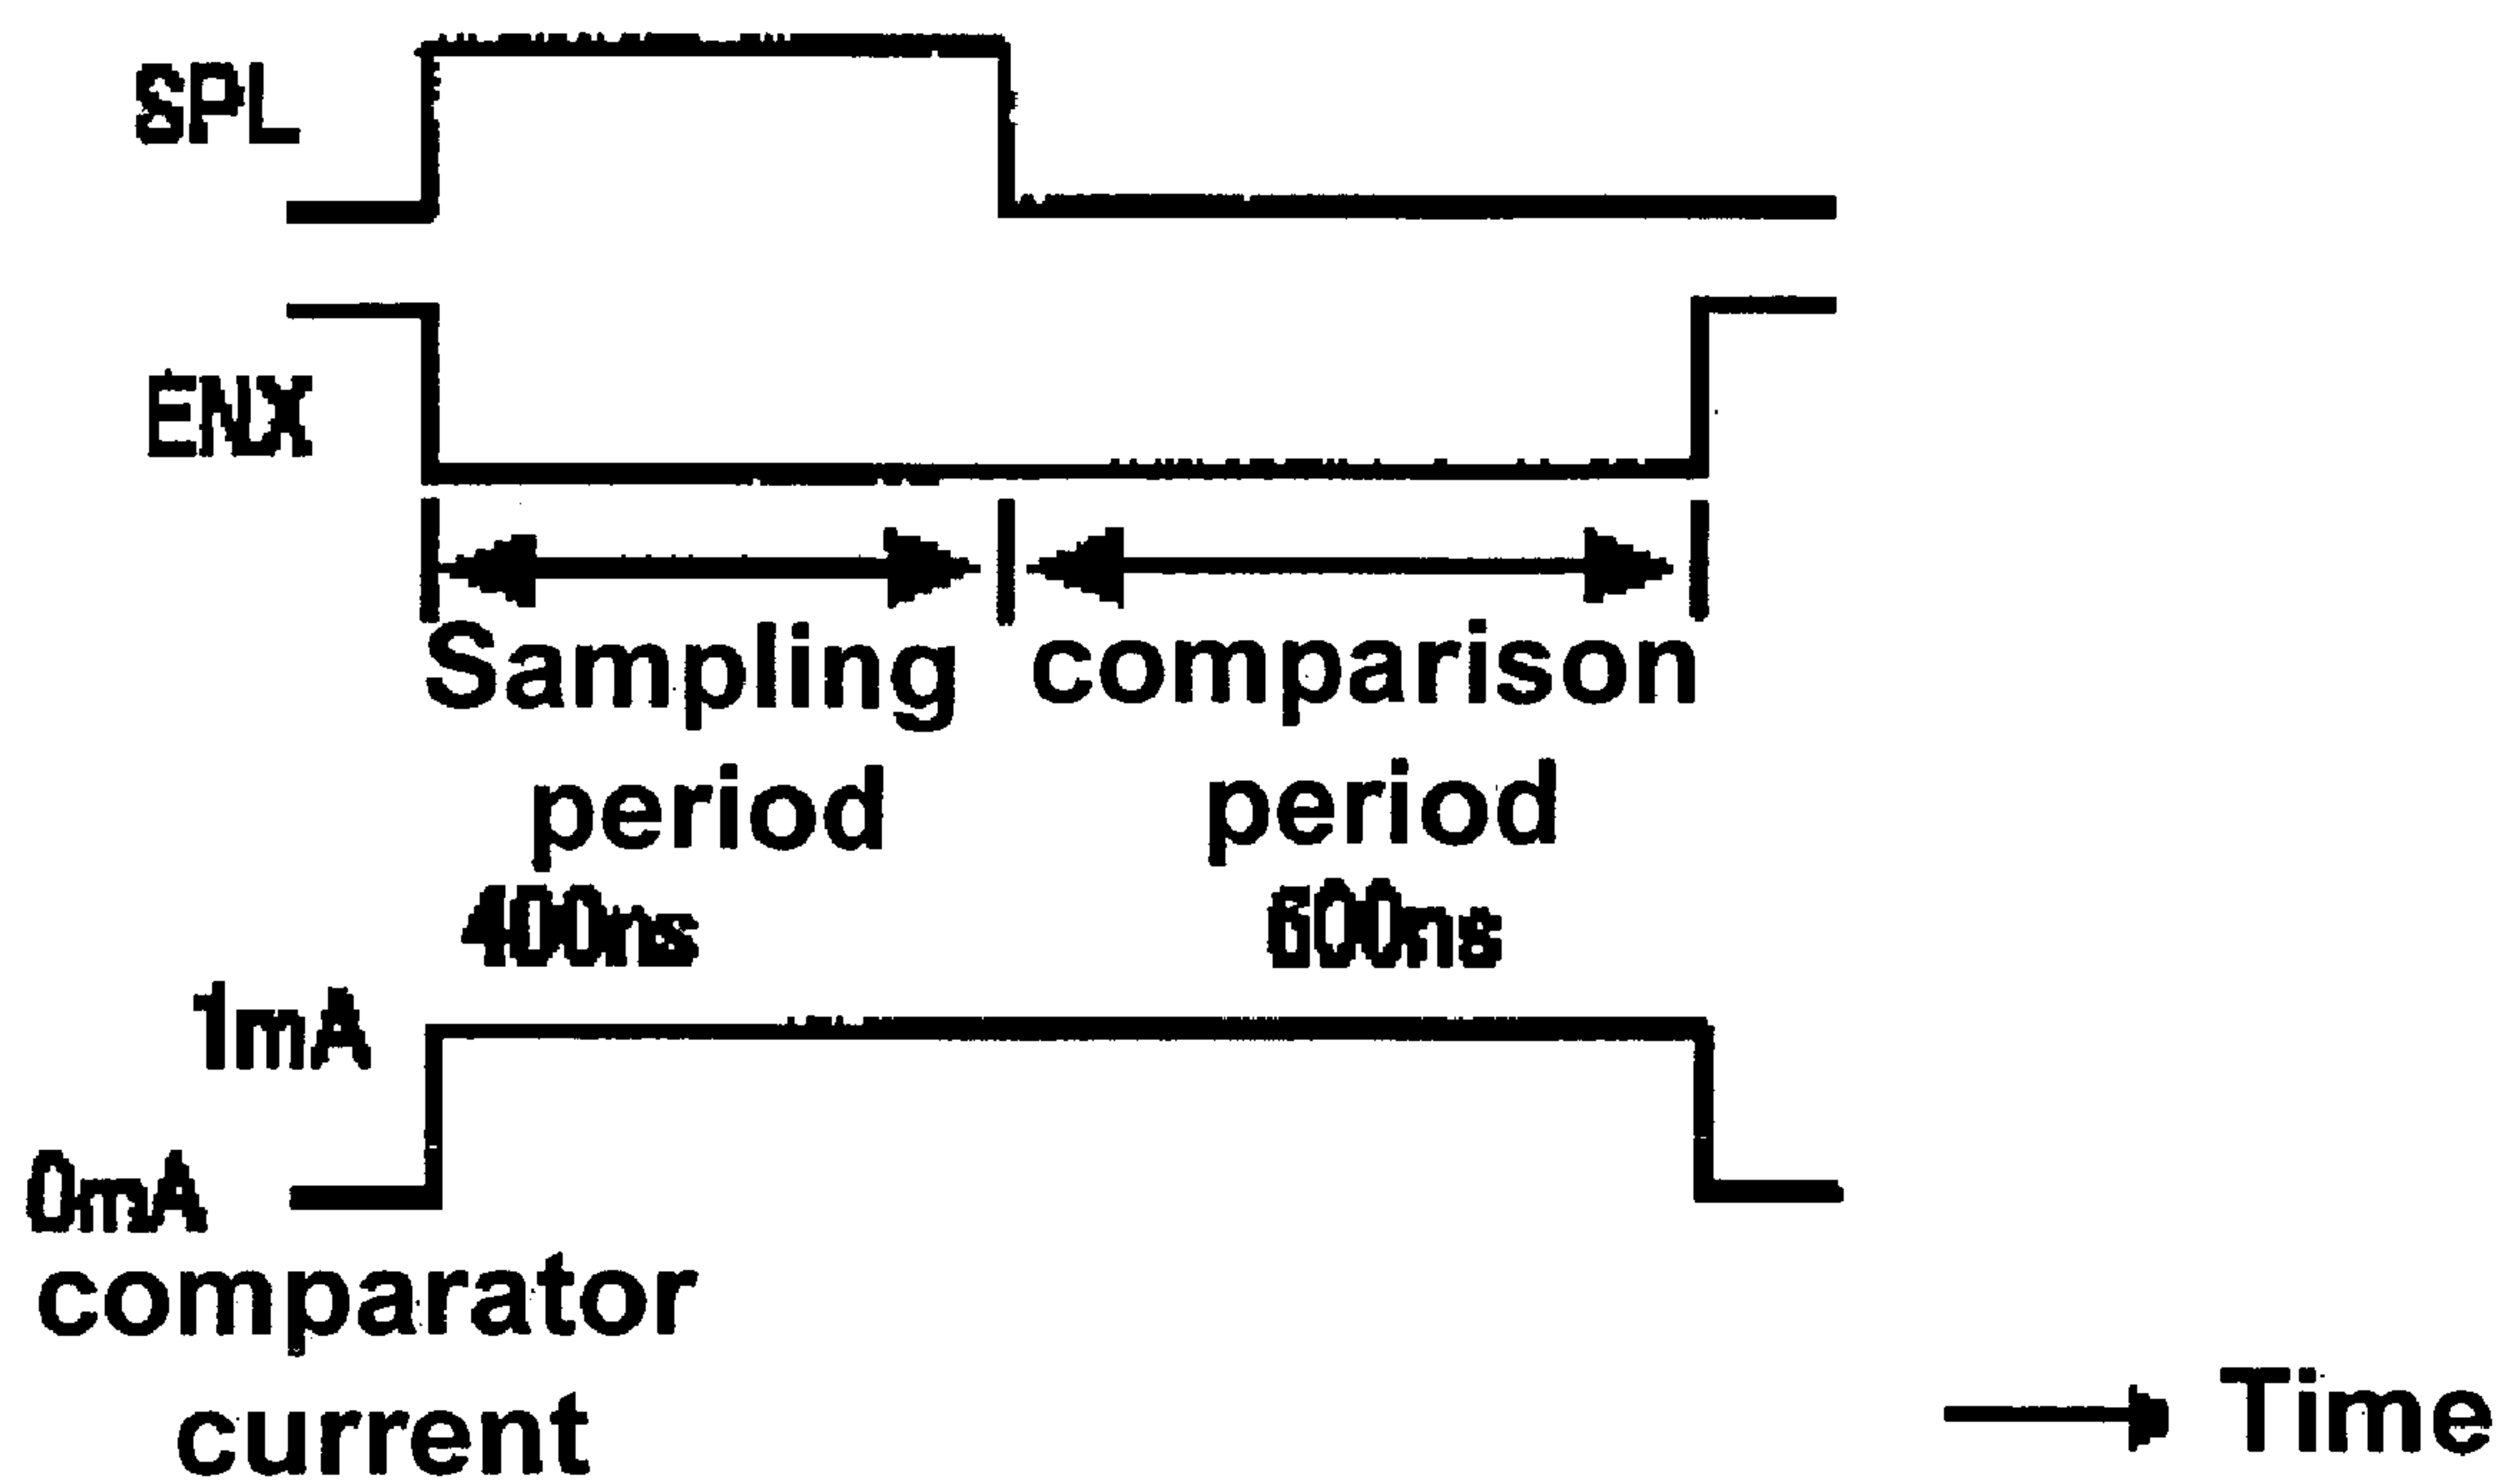 SPL
ENX
Sampling comparison
period period
400ns 600ns
1mA
0mA
comparator
current
Time